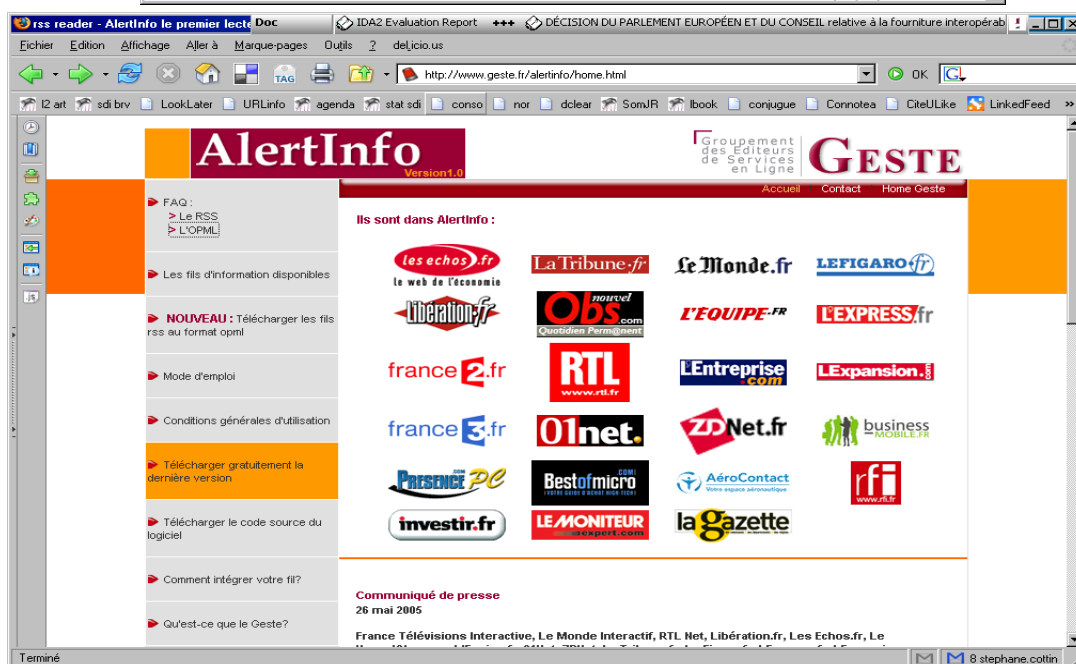 rss reader - AlertInfo le premier lecte Doc IDA2 Evaluation Report +++ DÉCISION DU PARLEMENT EUROPÉEN ET DU CONSEIL relative à la fourniture interopérab
Fichier Edition Affichage Aller à Marque-pages Outils ? del.icio.us
TAG http://www.geste.fr/alertinfo/home.html OK G
l2 art sdi brv LookLater URLinfo agenda stat sdi conso nor dclear SomJR lbook conjugue Connotea CiteULike LinkedFeed »
AlertInfo
Version1.0
Groupement
des Editeurs
de Services
en Ligne
GESTE
Accueil Contact Home Geste
FAQ :
> Le RSS
> L'OPML
Les fils d'information disponibles
NOUVEAU : Télécharger les fils
rss au format opml
Mode d'emploi
Conditions générales d'utilisation
Télécharger gratuitement la
dernière version
Télécharger le code source du
logiciel
Comment intégrer votre fil?
Qu'est-ce que le Geste?
Ils sont dans AlertInfo :
lesechos.fr
le web de l'économie
La Tribune.fr
Le Monde.fr
LEFIGARO.fr
Libération.fr
nouvel
Obs.com
Quotidien Perm@nent
L'EQUIPE.FR
L'EXPRESS.fr
france 2.fr
RTL
www.rtl.fr
L'Entreprise
.com
LExpansion.com
france 3.fr
01net.
ZDNet.fr
business
MOBILE.FR
PRESENCE PC
.COM
Bestofmicro
.COM!
AéroContact
Votre espace aéronautique
rfi
www.rfi.fr
investir.fr
LE MONITEUR
expert.com
la gazette
Communiqué de presse
26 mai 2005
France Télévisions Interactive, Le Monde Interactif, RTL Net, Libération.fr, Les Echos.fr, Le
Terminé 8 stephane.cottin